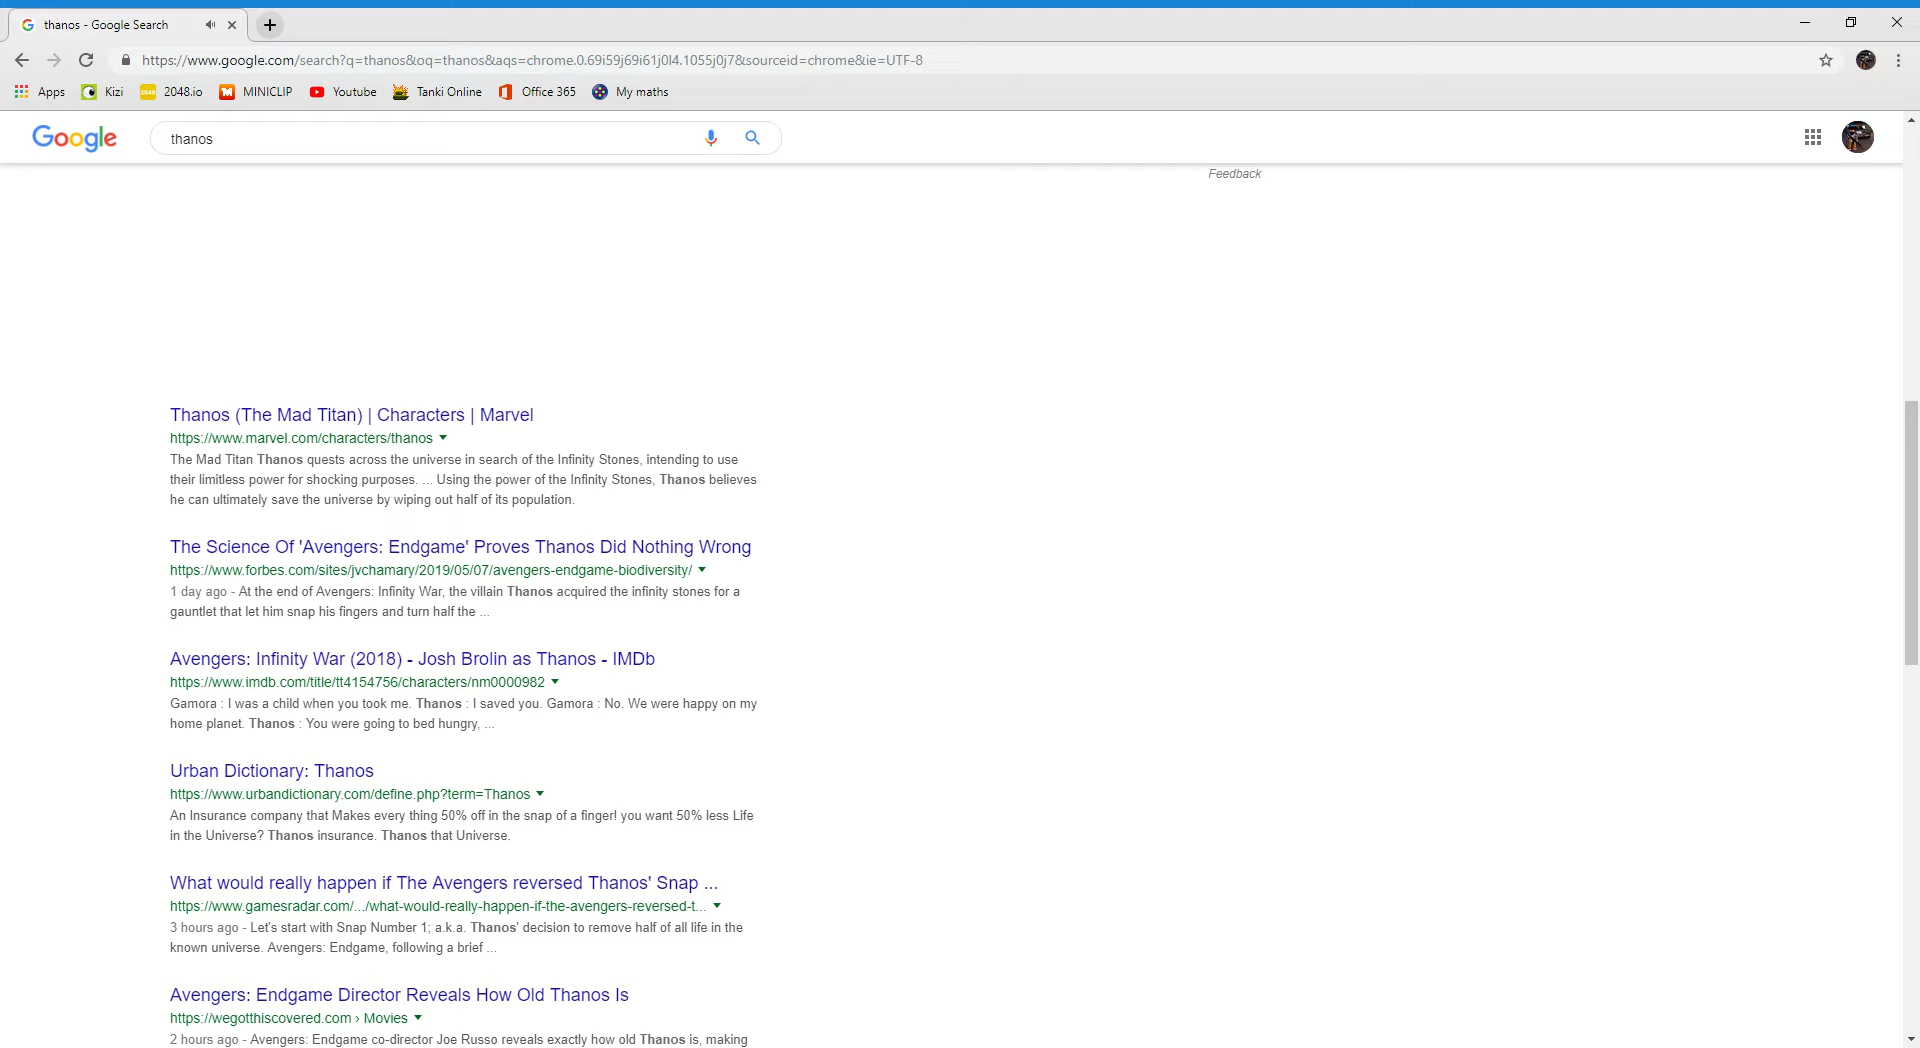 thanos - Google Search
https://www.google.com/search?q=thanos&oq=thanos&aqs=chrome.0.69i59j69i61j0l4.1055j0j7&sourceid=chrome&ie=UTF-8
Apps Kizi 2048.io MINICLIP Youtube Tanki Online Office 365 My maths
Google thanos
Feedback
Thanos (The Mad Titan) | Characters | Marvel
https://www.marvel.com/characters/thanos
The Mad Titan Thanos quests across the universe in search of the Infinity Stones, intending to use
their limitless power for shocking purposes. ... Using the power of the Infinity Stones, Thanos believes
he can ultimately save the universe by wiping out half of its population.
The Science Of 'Avengers: Endgame' Proves Thanos Did Nothing Wrong
https://www.forbes.com/sites/jvchamary/2019/05/07/avengers-endgame-biodiversity/
1 day ago - At the end of Avengers: Infinity War, the villain Thanos acquired the infinity stones for a
gauntlet that let him snap his fingers and turn half the ...
Avengers: Infinity War (2018) - Josh Brolin as Thanos - IMDb
https://www.imdb.com/title/tt4154756/characters/nm0000982
Gamora : I was a child when you took me. Thanos : I saved you. Gamora : No. We were happy on my
home planet. Thanos : You were going to bed hungry, ...
Urban Dictionary: Thanos
https://www.urbandictionary.com/define.php?term=Thanos
An Insurance company that Makes every thing 50% off in the snap of a finger! you want 50% less Life
in the Universe? Thanos insurance. Thanos that Universe.
What would really happen if The Avengers reversed Thanos' Snap ...
https://www.gamesradar.com/.../what-would-really-happen-if-the-avengers-reversed-t...
3 hours ago - Let's start with Snap Number 1; a.k.a. Thanos' decision to remove half of all life in the
known universe. Avengers: Endgame, following a brief ...
Avengers: Endgame Director Reveals How Old Thanos Is
https://wegotthiscovered.com › Movies
2 hours ago - Avengers: Endgame co-director Joe Russo reveals exactly how old Thanos is, making